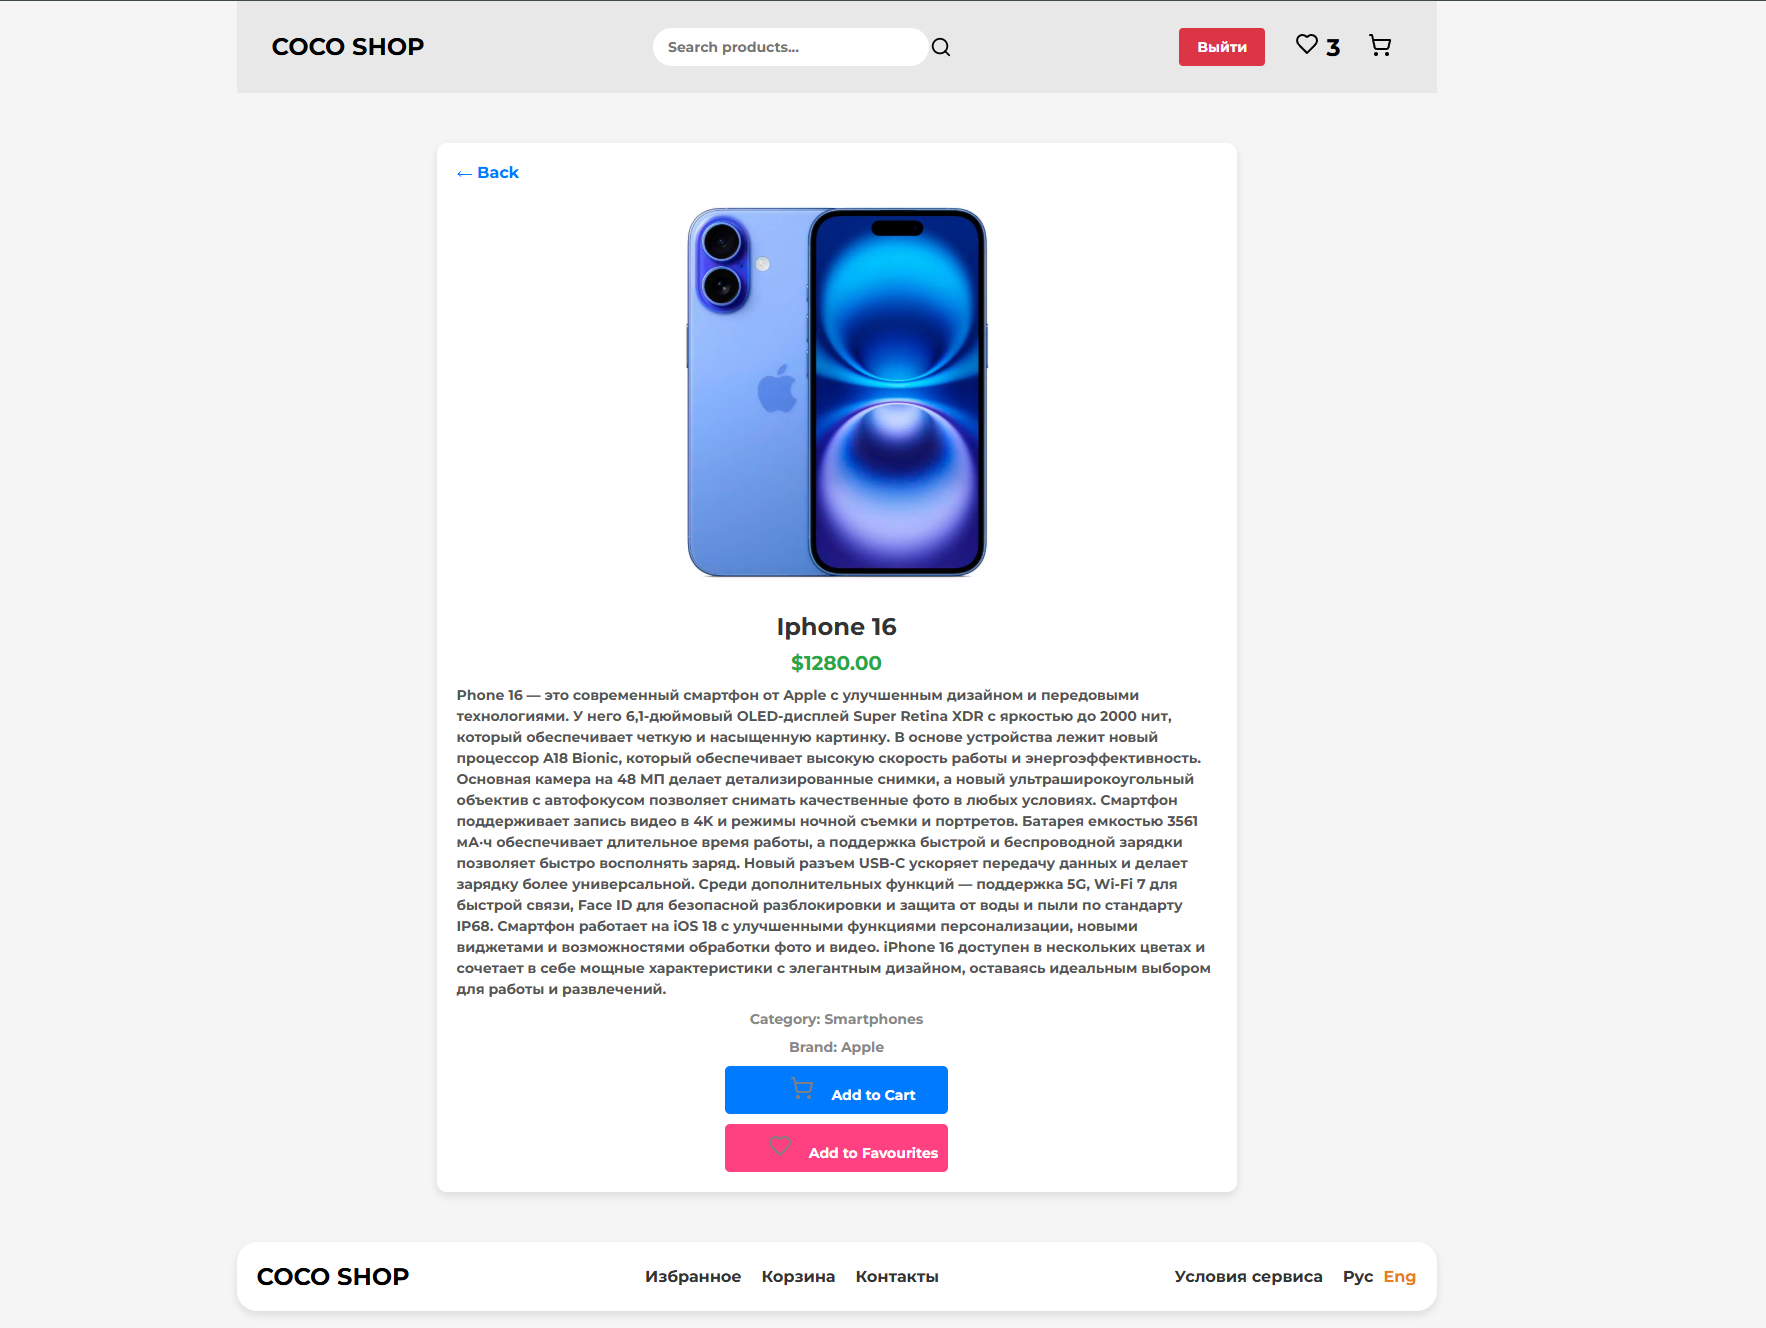 COCO SHOP
Search products...
Выйти
3
← Back
Iphone 16
$1280.00
Phone 16 — это современный смартфон от Apple с улучшенным дизайном и передовыми
технологиями. У него 6,1-дюймовый OLED-дисплей Super Retina XDR с яркостью до 2000 нит,
который обеспечивает четкую и насыщенную картинку. В основе устройства лежит новый
процессор A18 Bionic, который обеспечивает высокую скорость работы и энергоэффективность.
Основная камера на 48 МП делает детализированные снимки, а новый ультраширокоугольный
объектив с автофокусом позволяет снимать качественные фото в любых условиях. Смартфон
поддерживает запись видео в 4K и режимы ночной съемки и портретов. Батарея емкостью 3561
мА·ч обеспечивает длительное время работы, а поддержка быстрой и беспроводной зарядки
позволяет быстро восполнять заряд. Новый разъем USB-C ускоряет передачу данных и делает
зарядку более универсальной. Среди дополнительных функций — поддержка 5G, Wi-Fi 7 для
быстрой связи, Face ID для безопасной разблокировки и защита от воды и пыли по стандарту
IP68. Смартфон работает на iOS 18 с улучшенными функциями персонализации, новыми
виджетами и возможностями обработки фото и видео. iPhone 16 доступен в нескольких цветах и
сочетает в себе мощные характеристики с элегантным дизайном, оставаясь идеальным выбором
для работы и развлечений.
Category: Smartphones
Brand: Apple
Add to Cart
Add to Favourites
COCO SHOP
Избранное Корзина Контакты
Условия сервиса Рус Eng